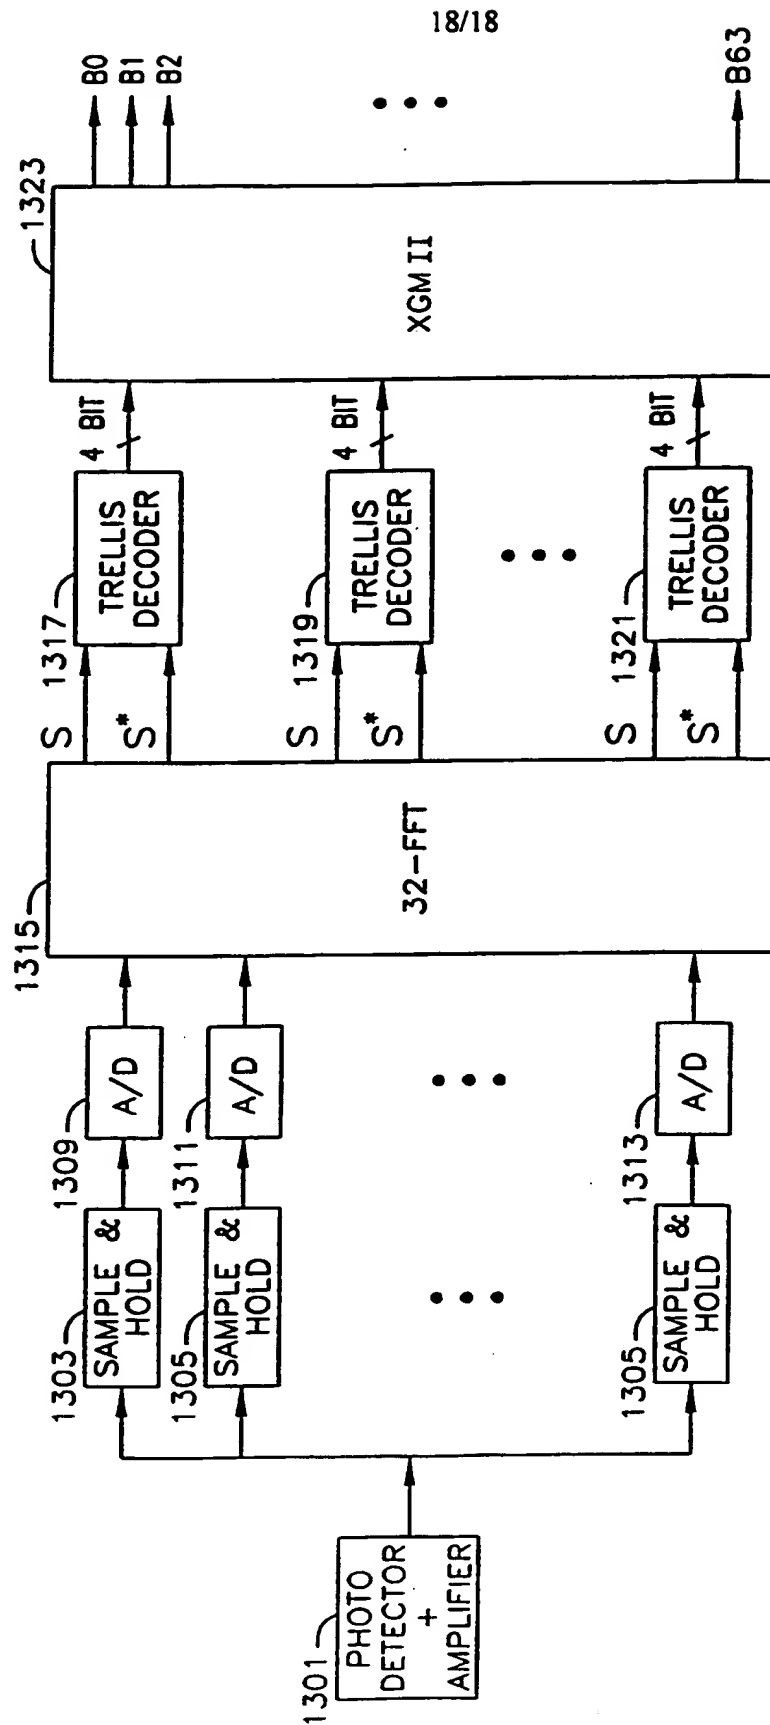 18/18
1301
PHOTO
DETECTOR
+
AMPLIFIER
1303
SAMPLE &
HOLD
1309
A/D
1305
SAMPLE &
HOLD
1311
A/D
1305
SAMPLE &
HOLD
1313
A/D
1315
32-FFT
S
S*
1317
TRELLIS
DECODER
4 BIT
S
S*
1319
TRELLIS
DECODER
4 BIT
S
S*
1321
TRELLIS
DECODER
4 BIT
1323
XGM II
B0
B1
B2
B63